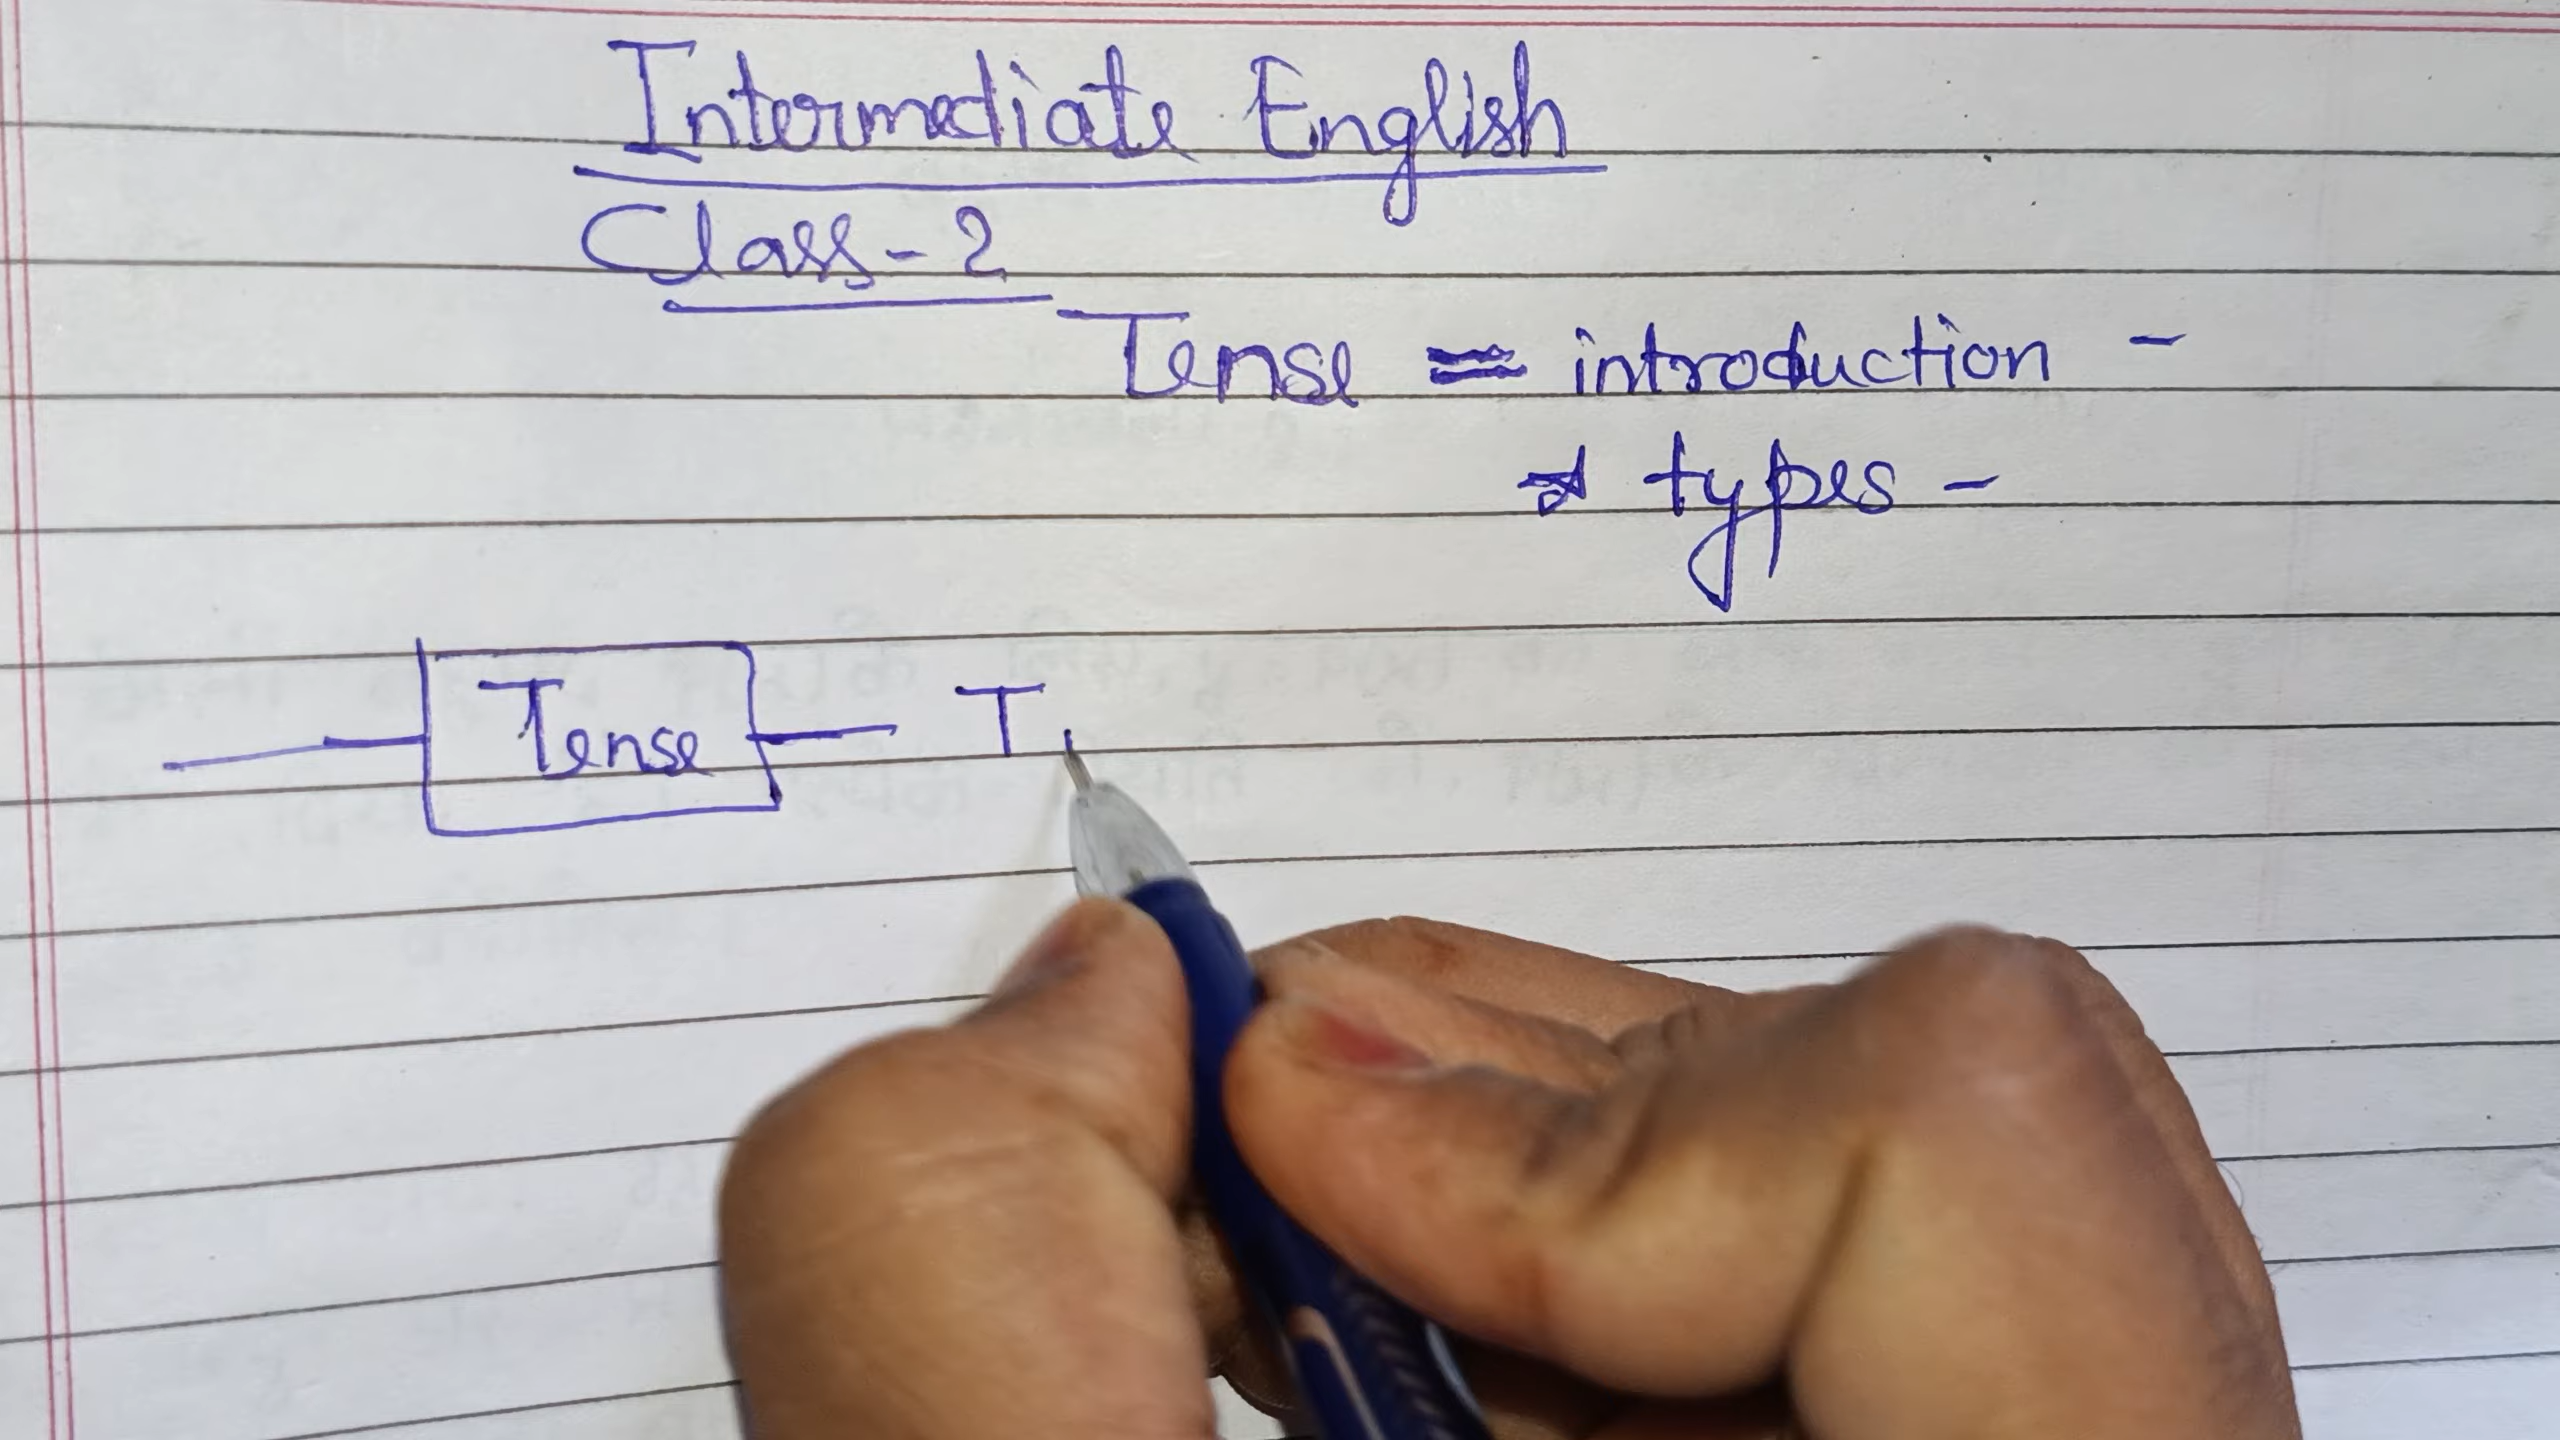 Intermediate English
Class-2
Tense = introduction -
* types -
Tense - T